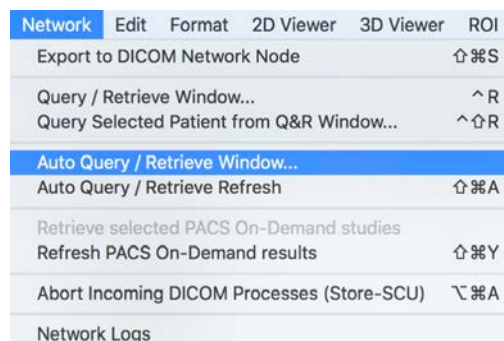 Network Edit Format 2D Viewer 3D Viewer ROI
Export to DICOM Network Node ⇧⌘S
Query / Retrieve Window... ^R
Query Selected Patient from Q&R Window... ^⇧R
Auto Query / Retrieve Window...
Auto Query / Retrieve Refresh ⇧⌘A
Retrieve selected PACS On-Demand studies
Refresh PACS On-Demand results ⇧⌘Y
Abort Incoming DICOM Processes (Store-SCU) ⌥⌘A
Network Logs